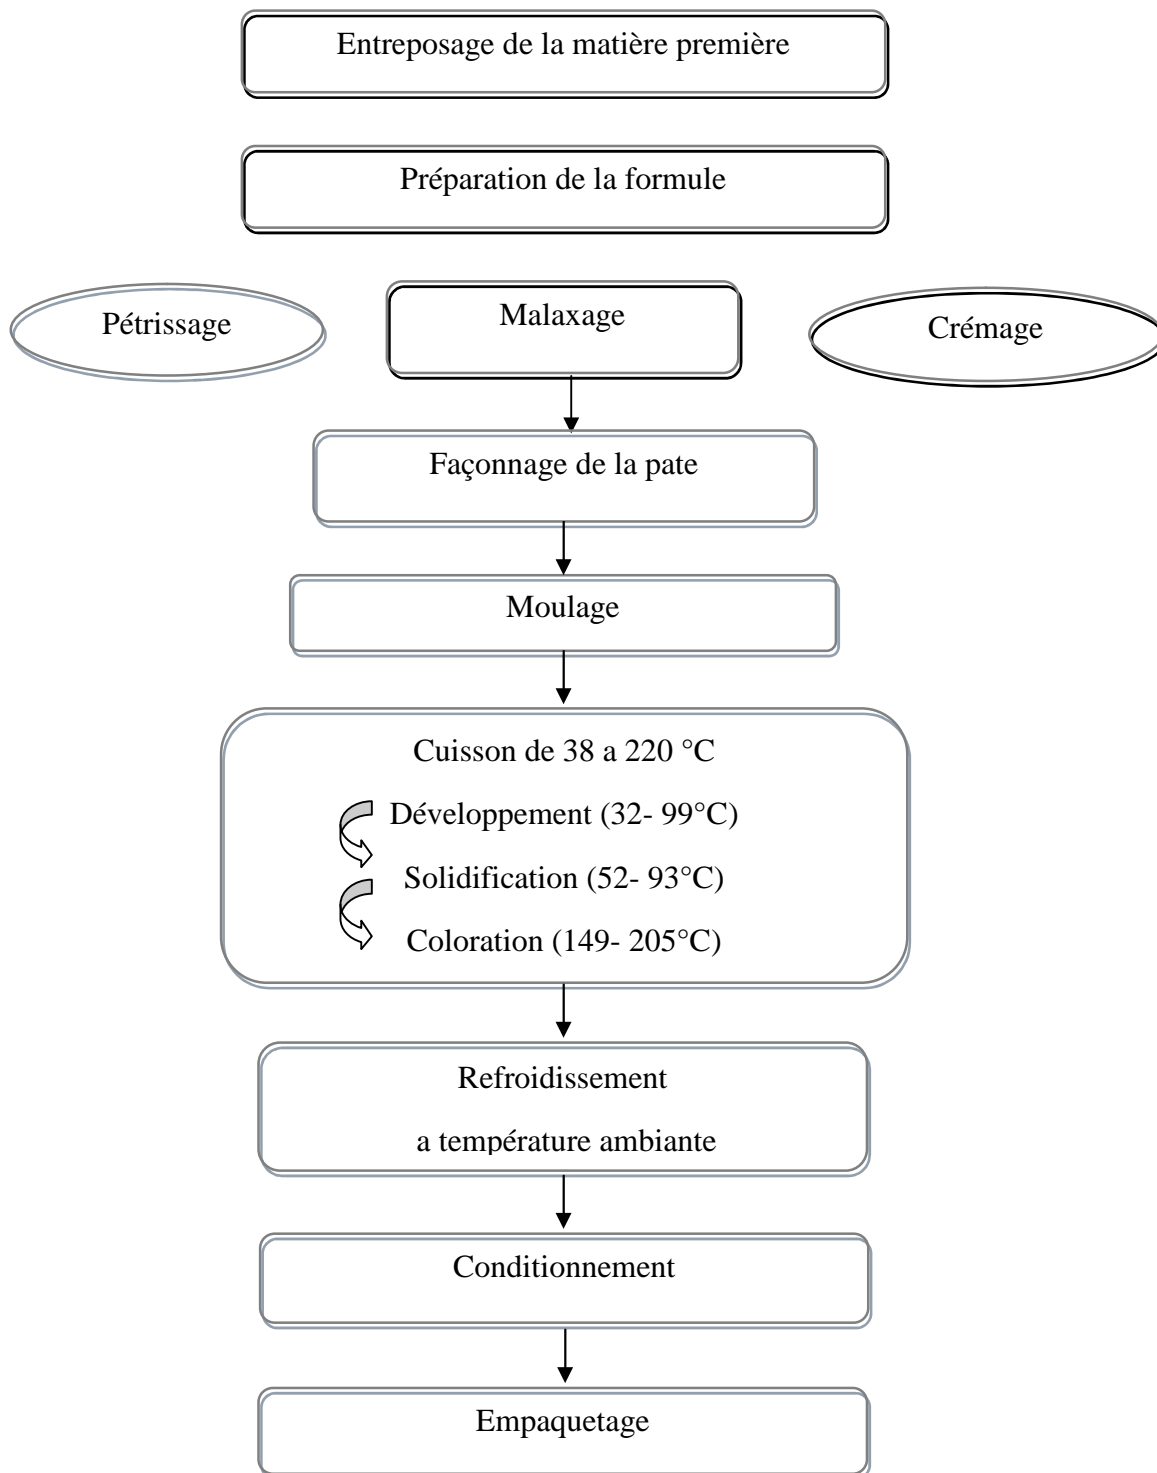 Entreposage de la matière première
Préparation de la formule
Pétrissage
Malaxage
Crémage
Façonnage de la pate
Moulage
Cuisson de 38 a 220 °C
Développement (32- 99°C)
Solidification (52- 93°C)
Coloration (149- 205°C)
Refroidissement
a température ambiante
Conditionnement
Empaquetage